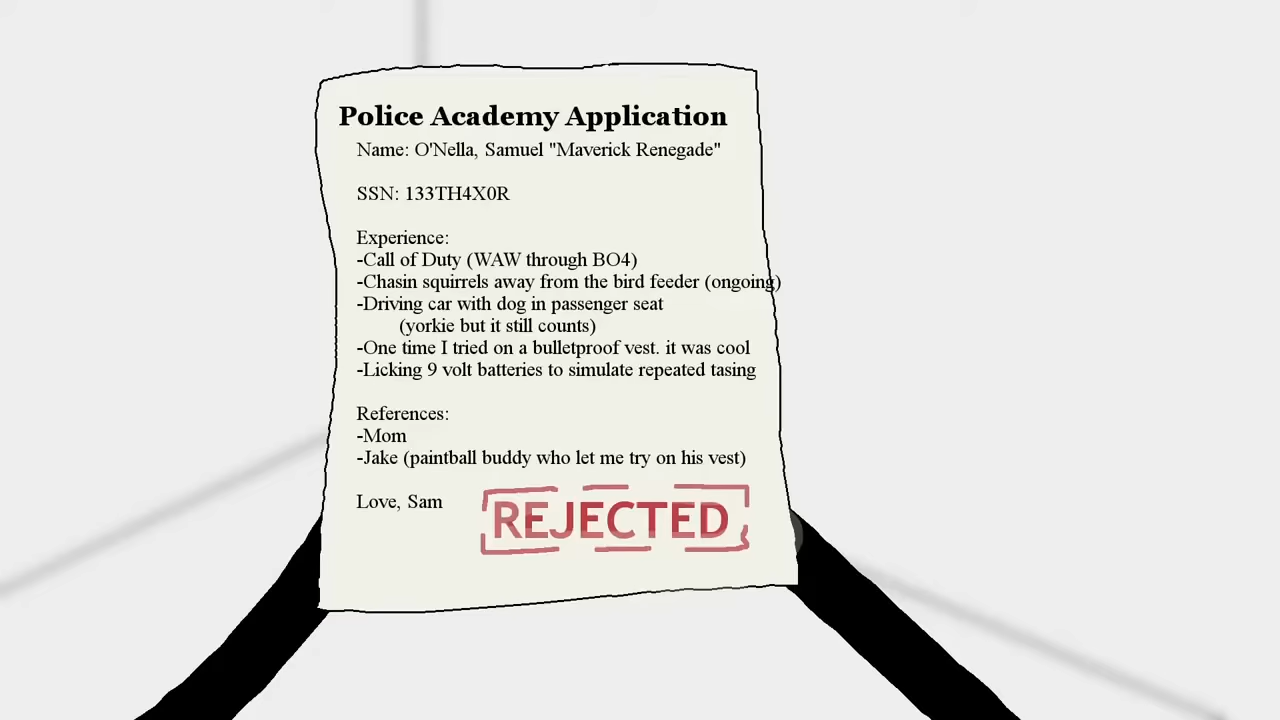 Police Academy Application
Name: O'Nella, Samuel "Maverick Renegade"
SSN: 133TH4X0R
Experience:
-Call of Duty (WAW through BO4)
-Chasin squirrels away from the bird feeder (ongoing)
-Driving car with dog in passenger seat
(yorkie but it still counts)
-One time I tried on a bulletproof vest. it was cool
-Licking 9 volt batteries to simulate repeated tasing
References:
-Mom
-Jake (paintball buddy who let me try on his vest)
Love, Sam
REJECTED